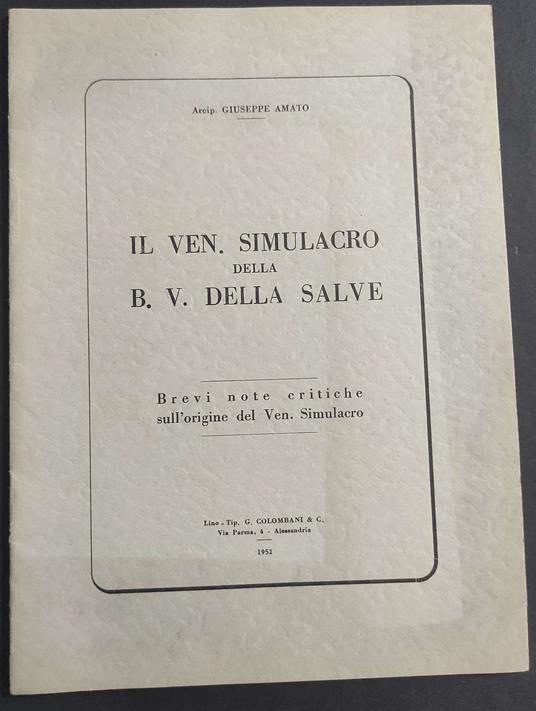 Arcip. GIUSEPPE AMATO
IL VEN. SIMULACRO
DELLA
B. V. DELLA SALVE
Brevi note critiche
sull'origine del Ven. Simulacro
Lino - Tip. G. COLOMBANI & C.
Via Parma, 4 - Alessandria
1952